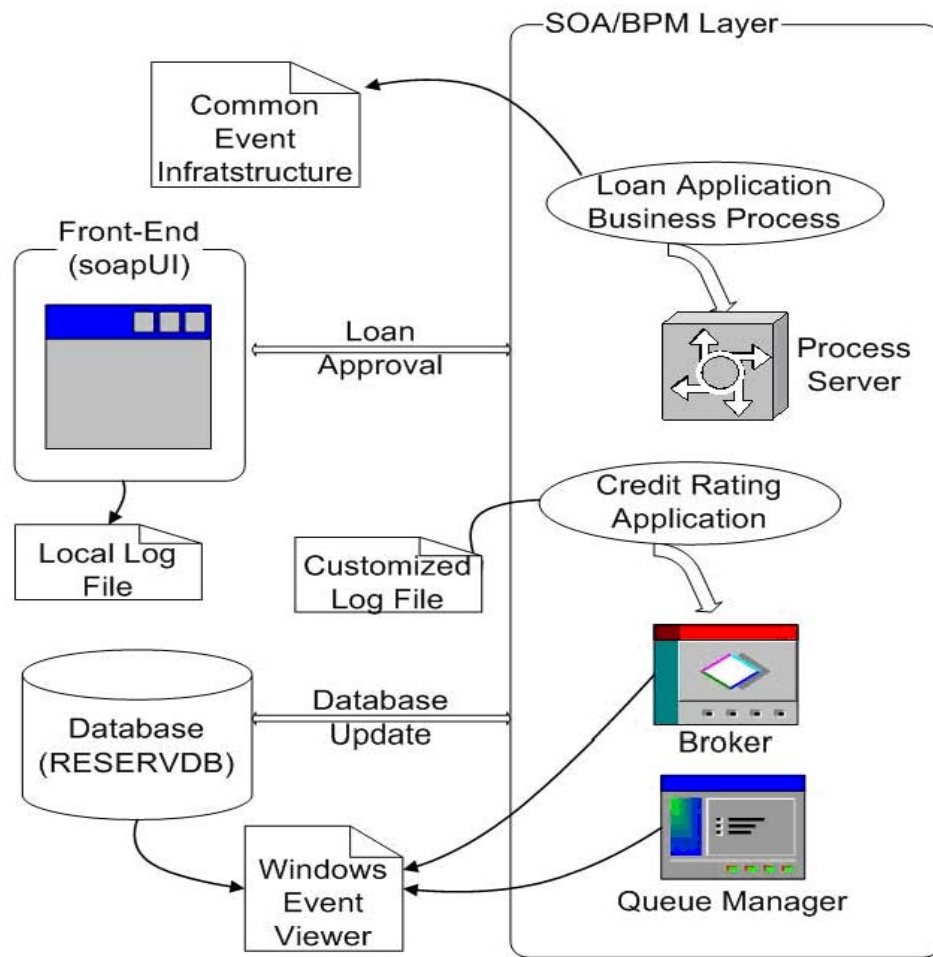 SOA/BPM Layer
Common
Event
Infratstructure
Loan Application
Business Process
Front-End
(soapUI)
Loan
Approval
Process
Server
Local Log
File
Customized
Log File
Credit Rating
Application
Database
(RESERVDB)
Database
Update
Broker
Windows
Event
Viewer
Queue Manager